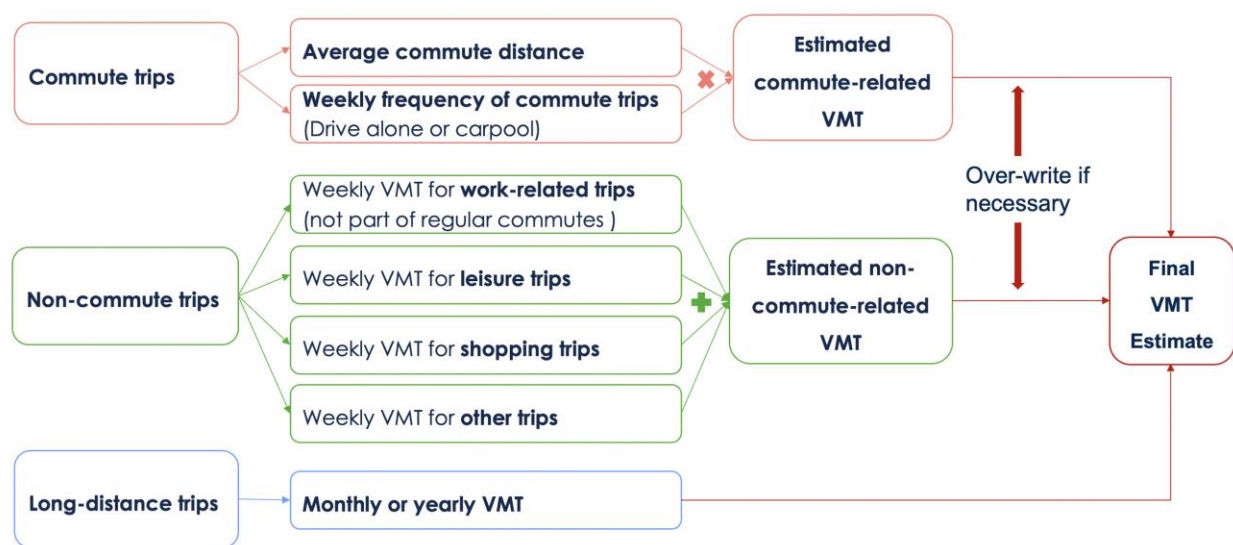 Commute trips
Average commute distance
Weekly frequency of commute trips
(Drive alone or carpool)
Estimated
commute-related
VMT
Over-write if
necessary
Non-commute trips
Weekly VMT for work-related trips
(not part of regular commutes )
Weekly VMT for leisure trips
Weekly VMT for shopping trips
Weekly VMT for other trips
Estimated non-
commute-related
VMT
Final
VMT
Estimate
Long-distance trips
Monthly or yearly VMT